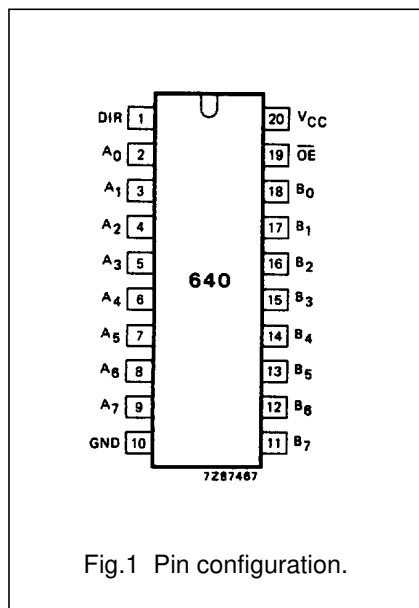 DIR 1 20 VCC
A0 2 19 OE
A1 3 18 B0
A2 4 17 B1
A3 5 16 B2
A4 6 640 15 B3
A5 7 14 B4
A6 8 13 B5
A7 9 12 B6
GND 10 11 B7
7Z87467
Fig.1 Pin configuration.